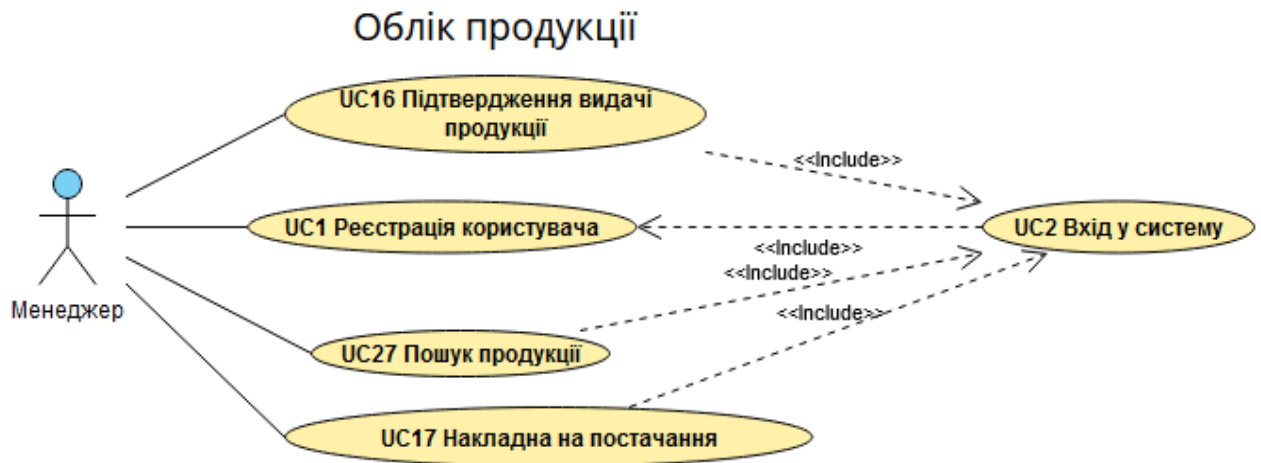 Облік продукції
UC16 Підтвердження видачі
продукції
<<Include>>
UC1 Реєстрація користувача
UC2 Вхід у систему
<<Include>>
<<Include>>
Менеджер
<<Include>>
UC27 Пошук продукції
UC17 Накладна на постачання